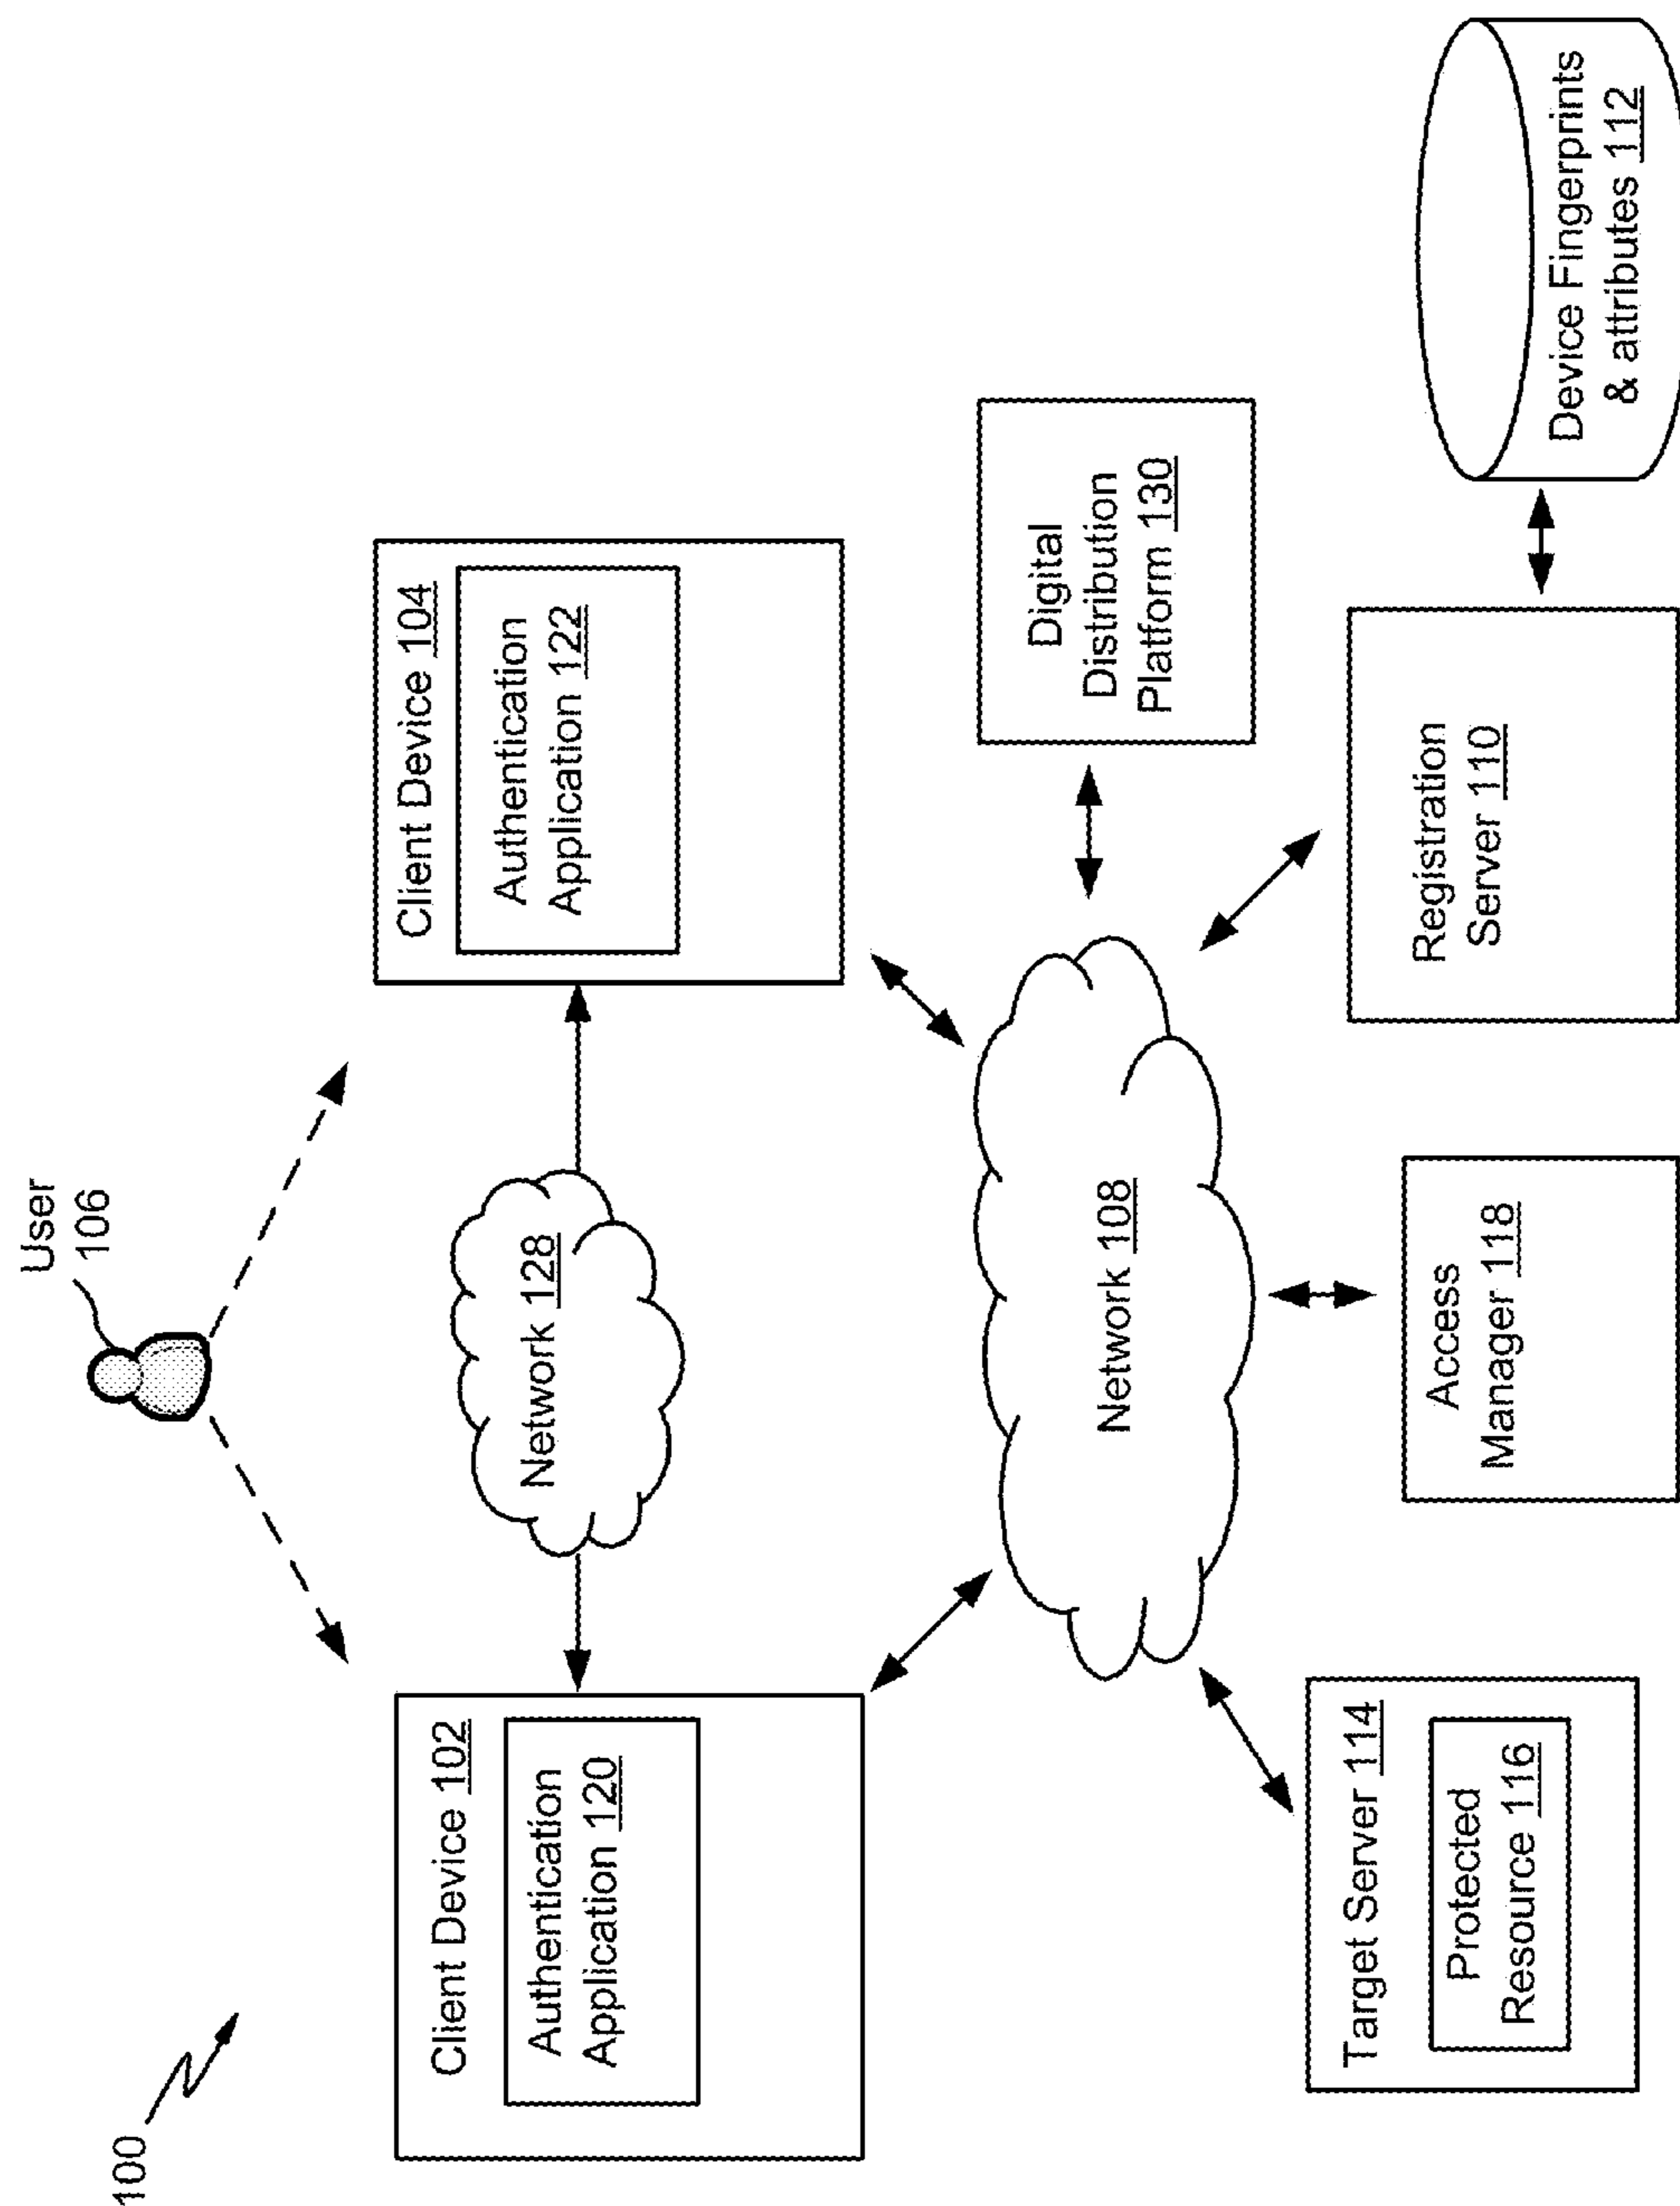 100
User
106
Client Device 102
Authentication
Application 120
Network 128
Client Device 104
Authentication
Application 122
Network 108
Digital
Distribution
Platform 130
Target Server 114
Protected
Resource 116
Access
Manager 118
Registration
Server 110
Device Fingerprints
& attributes 112